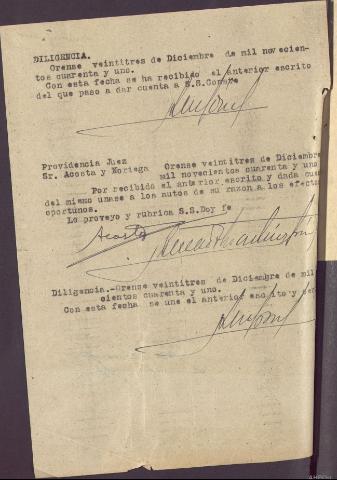 DILIGENCIA.
Orense veintitres de Diciembre de mil novecien-
tos cuarenta y uno.
Con esta fecha se ha recibido el anterior escrito
del que paso a dar cuenta a S.S.
Providencia Juez
Sr. Acosta y Noriega
Orense veintitres de Diciembre
mil novecientos cuarenta y uno
Por recibido el anterior escrito y dada cuen
del mismo unase a los autos de su razon a los efect
oportunos.
Lo proveyo y rubrica S.S.Doy fe
Acosta
Diligencia.-Orense veintitres de Diciembre de mil
cientos cuarenta y uno.
Con esta fecha se une el anterior escrito y